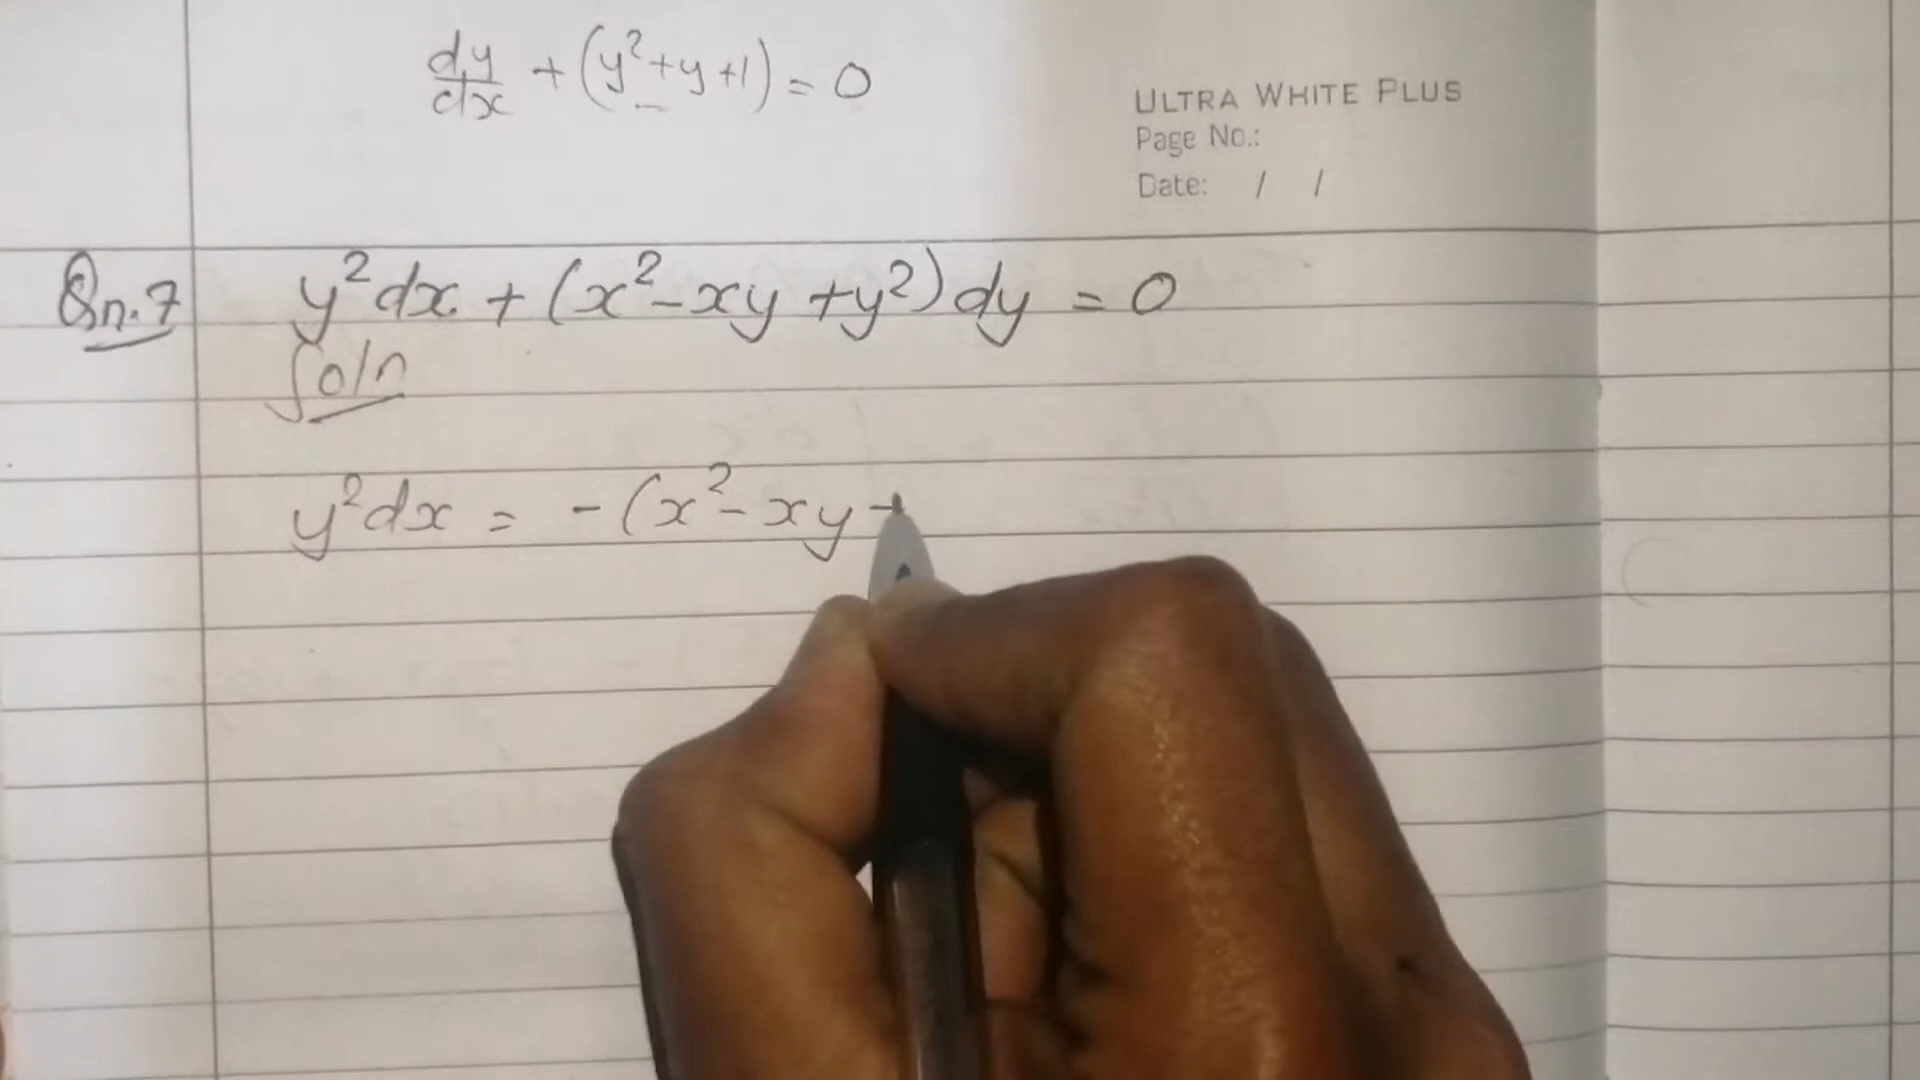 dy/dx + (y²+y+1) = 0
ULTRA WHITE PLUS
Page No.:
Date: / /
Qn.7 y²dx + (x²-xy+y²)dy = 0
Soln
y²dx = -(x²-xy+